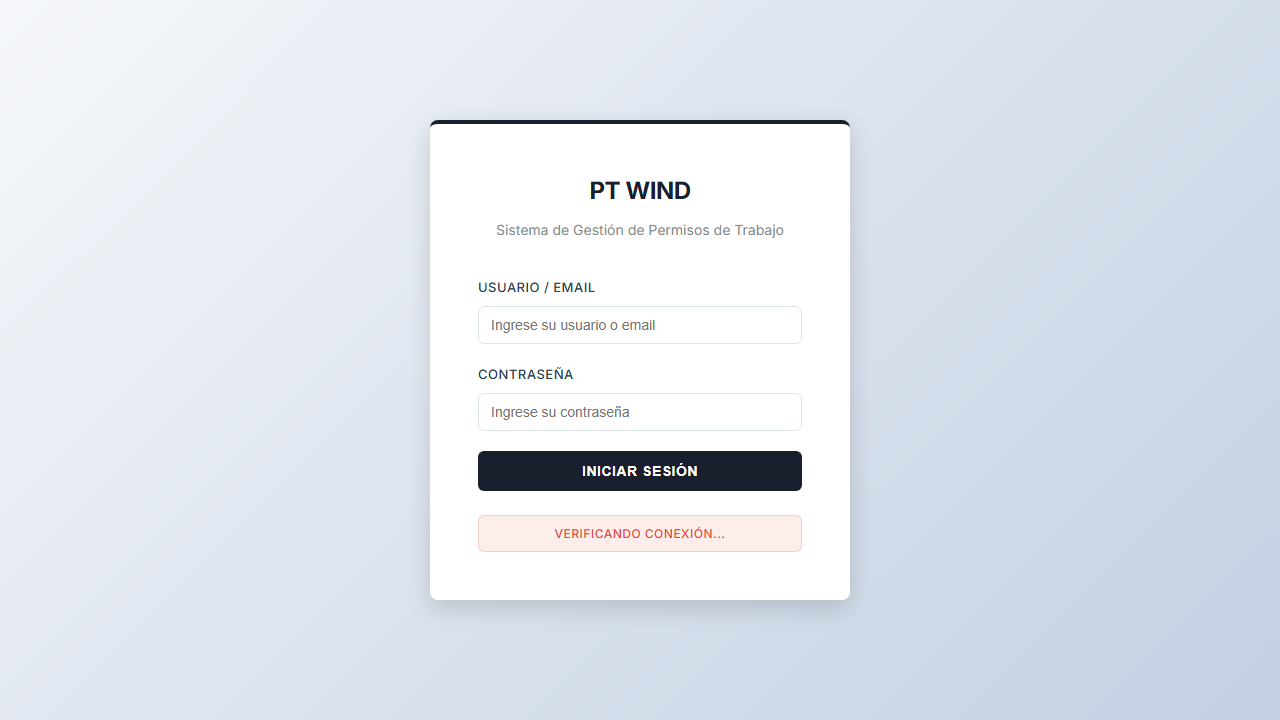 PT WIND
Sistema de Gestión de Permisos de Trabajo
USUARIO / EMAIL
Ingrese su usuario o email
CONTRASEÑA
Ingrese su contraseña
INICIAR SESIÓN
VERIFICANDO CONEXIÓN...